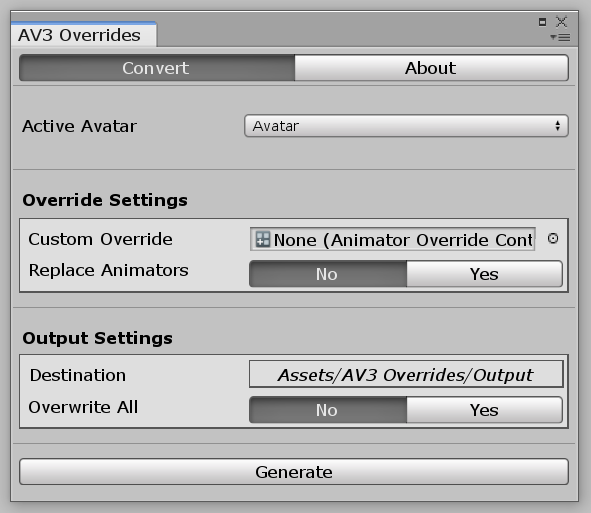 AV3 Overrides
Convert About
Active Avatar Avatar
Override Settings
Custom Override None (Animator Override Cont
Replace Animators No Yes
Output Settings
Destination Assets/AV3 Overrides/Output
Overwrite All No Yes
Generate